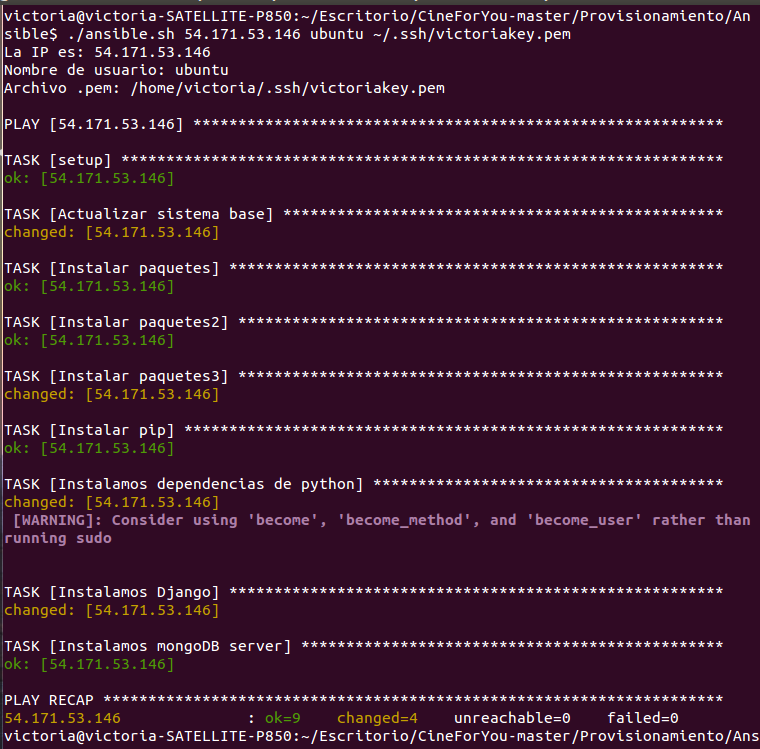 victoria@victoria-SATELLITE-P850:~/Escritorio/CineForYou-master/Provisionamiento/An
sible$ ./ansible.sh 54.171.53.146 ubuntu ~/.ssh/victoriakey.pem
La IP es: 54.171.53.146
Nombre de usuario: ubuntu
Archivo .pem: /home/victoria/.ssh/victoriakey.pem
PLAY [54.171.53.146] ***********************************************************
TASK [setup] *******************************************************************
ok: [54.171.53.146]
TASK [Actualizar sistema base] *************************************************
changed: [54.171.53.146]
TASK [Instalar paquetes] *******************************************************
ok: [54.171.53.146]
TASK [Instalar paquetes2] ******************************************************
ok: [54.171.53.146]
TASK [Instalar paquetes3] ******************************************************
changed: [54.171.53.146]
TASK [Instalar pip] ************************************************************
ok: [54.171.53.146]
TASK [Instalamos dependencias de python] ***************************************
changed: [54.171.53.146]
[WARNING]: Consider using 'become', 'become_method', and 'become_user' rather than
running sudo
TASK [Instalamos Django] *******************************************************
changed: [54.171.53.146]
TASK [Instalamos mongoDB server] ***********************************************
ok: [54.171.53.146]
PLAY RECAP *********************************************************************
54.171.53.146 : ok=9 changed=4 unreachable=0 failed=0
victoria@victoria-SATELLITE-P850:~/Escritorio/CineForYou-master/Provisionamiento/Ans